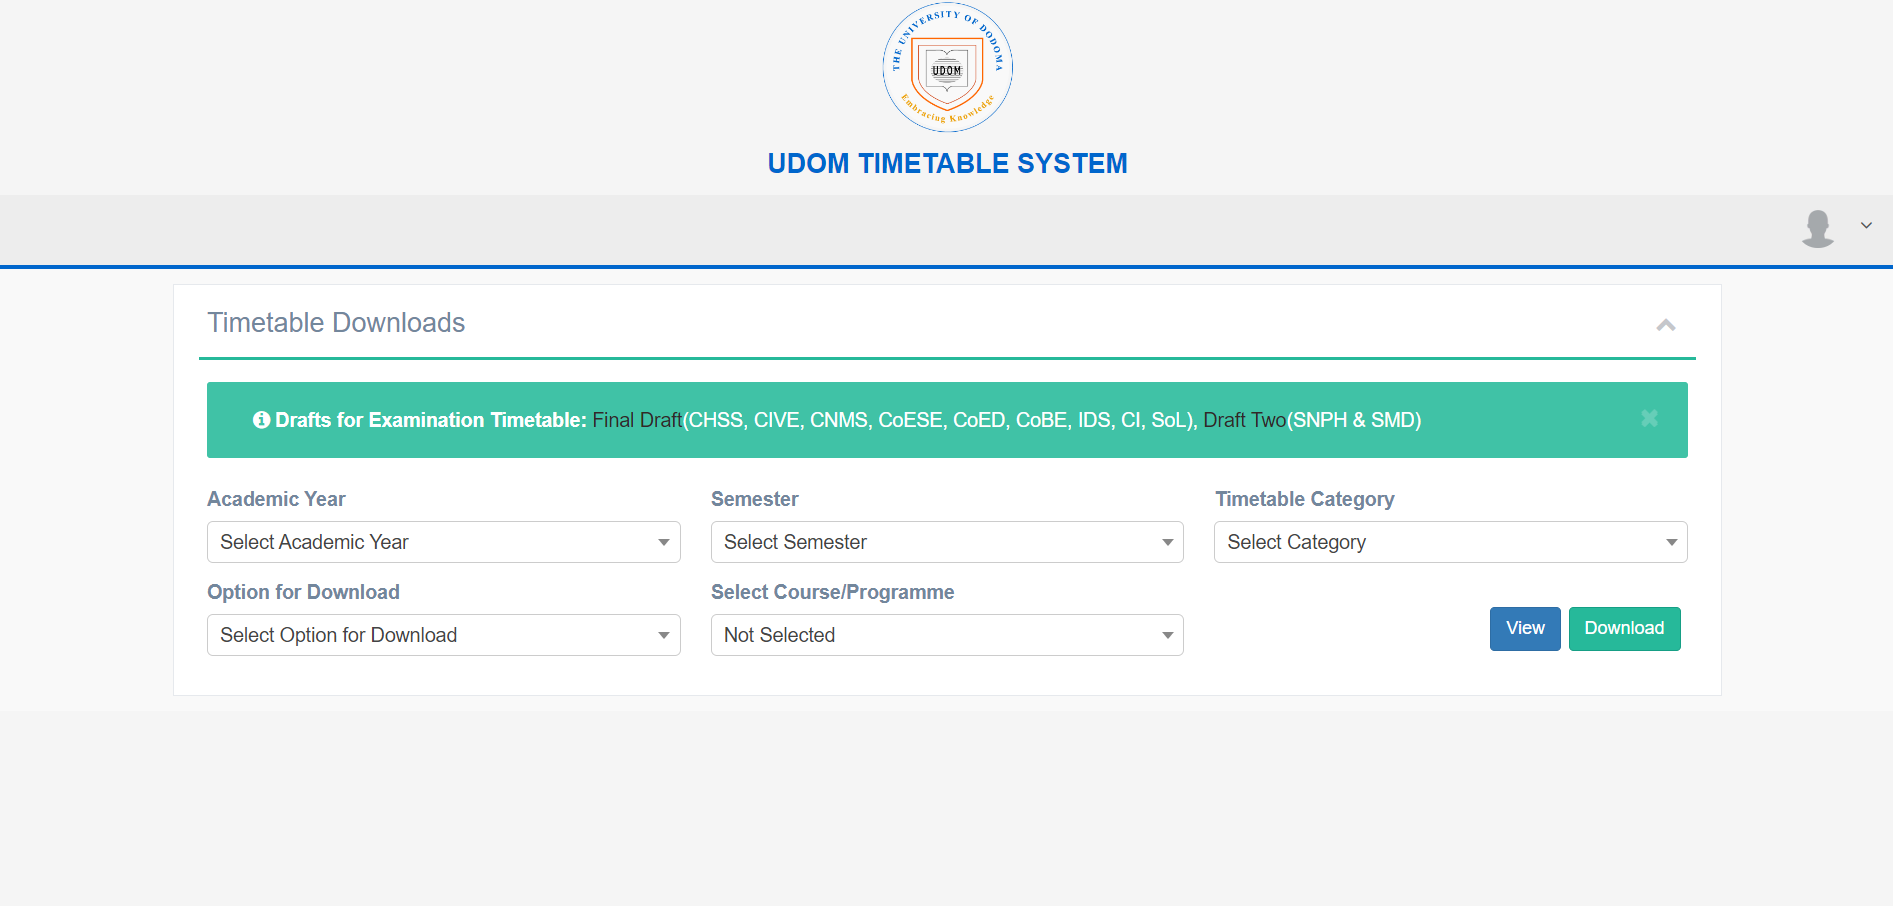 THE UNIVERSITY OF DODOMA
UDOM
Embracing Knowledge
UDOM TIMETABLE SYSTEM
Timetable Downloads
Drafts for Examination Timetable: Final Draft(CHSS, CIVE, CNMS, CoESE, CoED, CoBE, IDS, CI, SoL), Draft Two(SNPH & SMD)
Academic Year
Semester
Timetable Category
Select Academic Year
Select Semester
Select Category
Option for Download
Select Course/Programme
Select Option for Download
Not Selected
View
Download